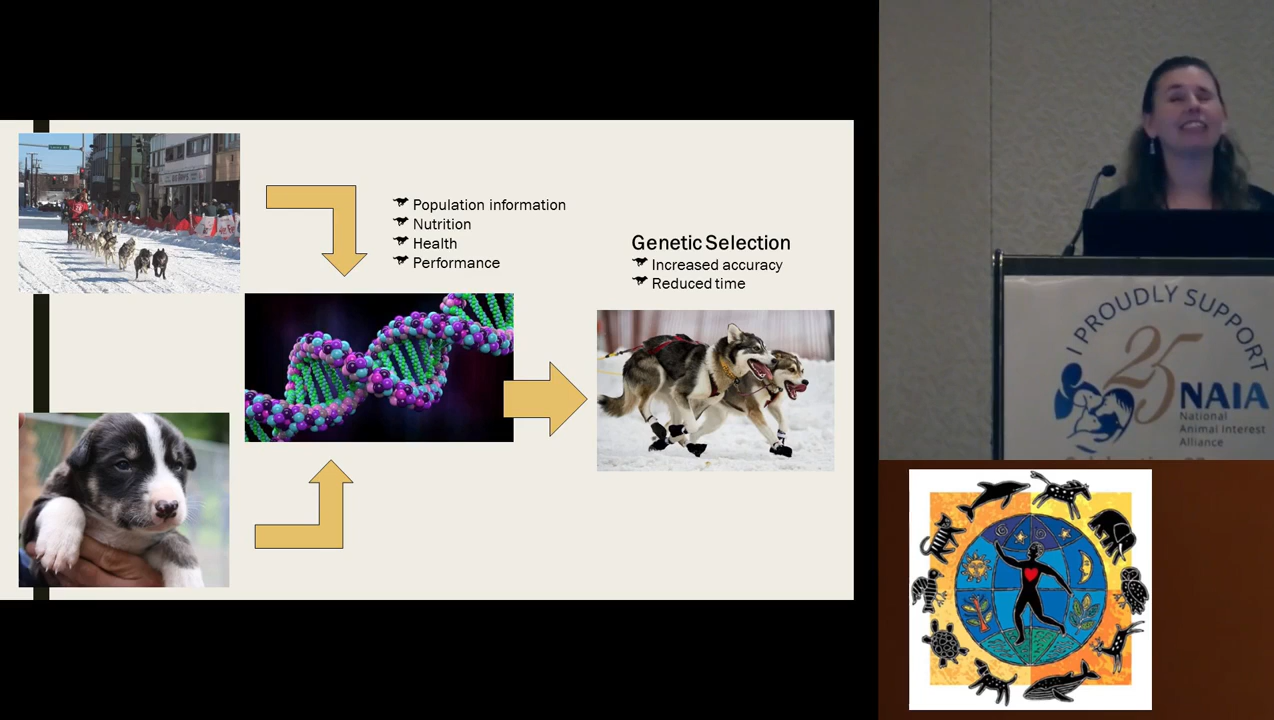 Population information
Nutrition
Health
Performance
Genetic Selection
Increased accuracy
Reduced time
I PROUDLY SUPPORT
25
NAIA
National
Animal Interest
Alliance